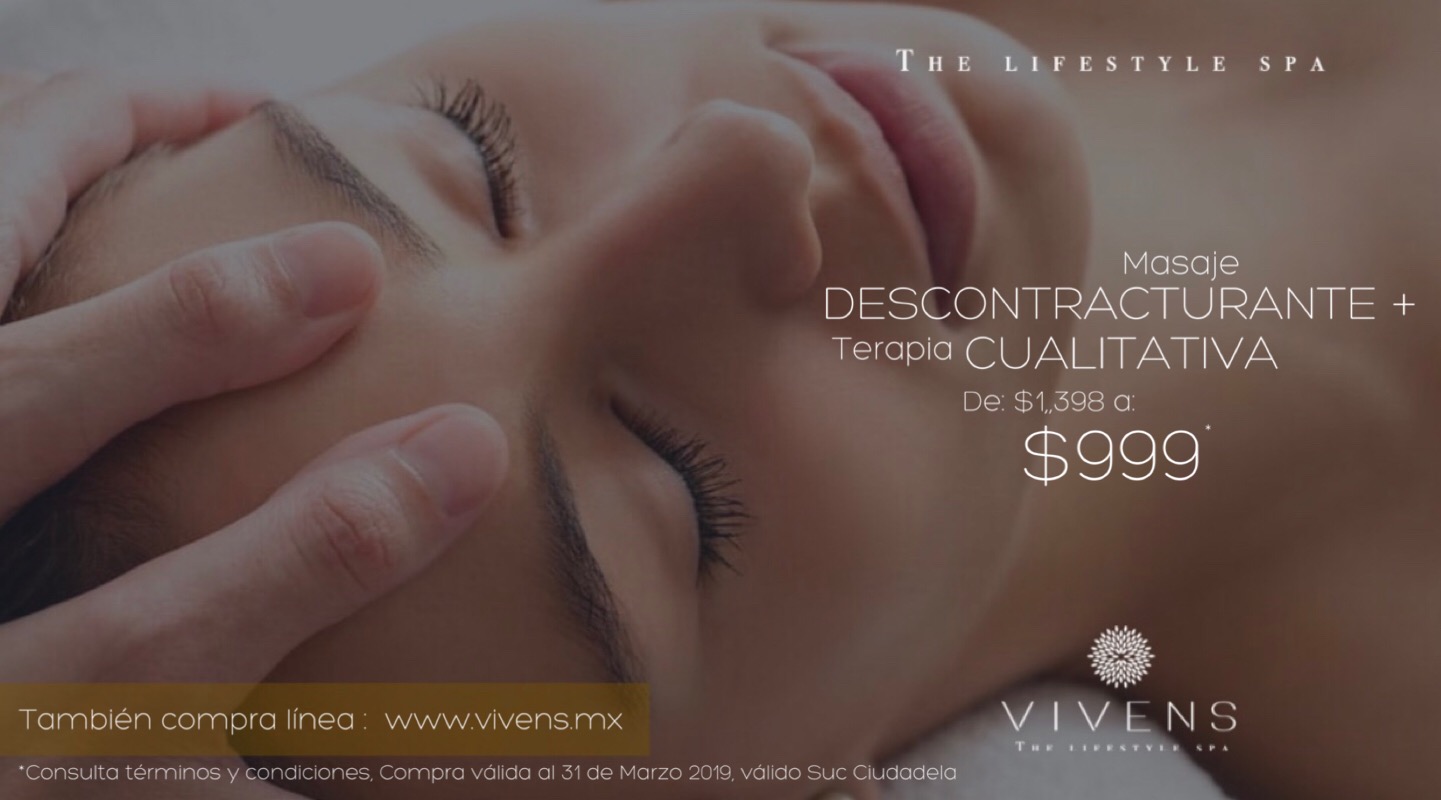 THE LIFESTYLE SPA
Masaje
DESCONTRACTURANTE +
Terapia CUALITATIVA
De: $1,,398 a:
$999*
También compra línea : www.vivens.mx
*Consulta términos y condiciones, Compra válida al 31 de Marzo 2019, válido Suc Ciudadela
VIVENS
THE LIFESTYLE SPA